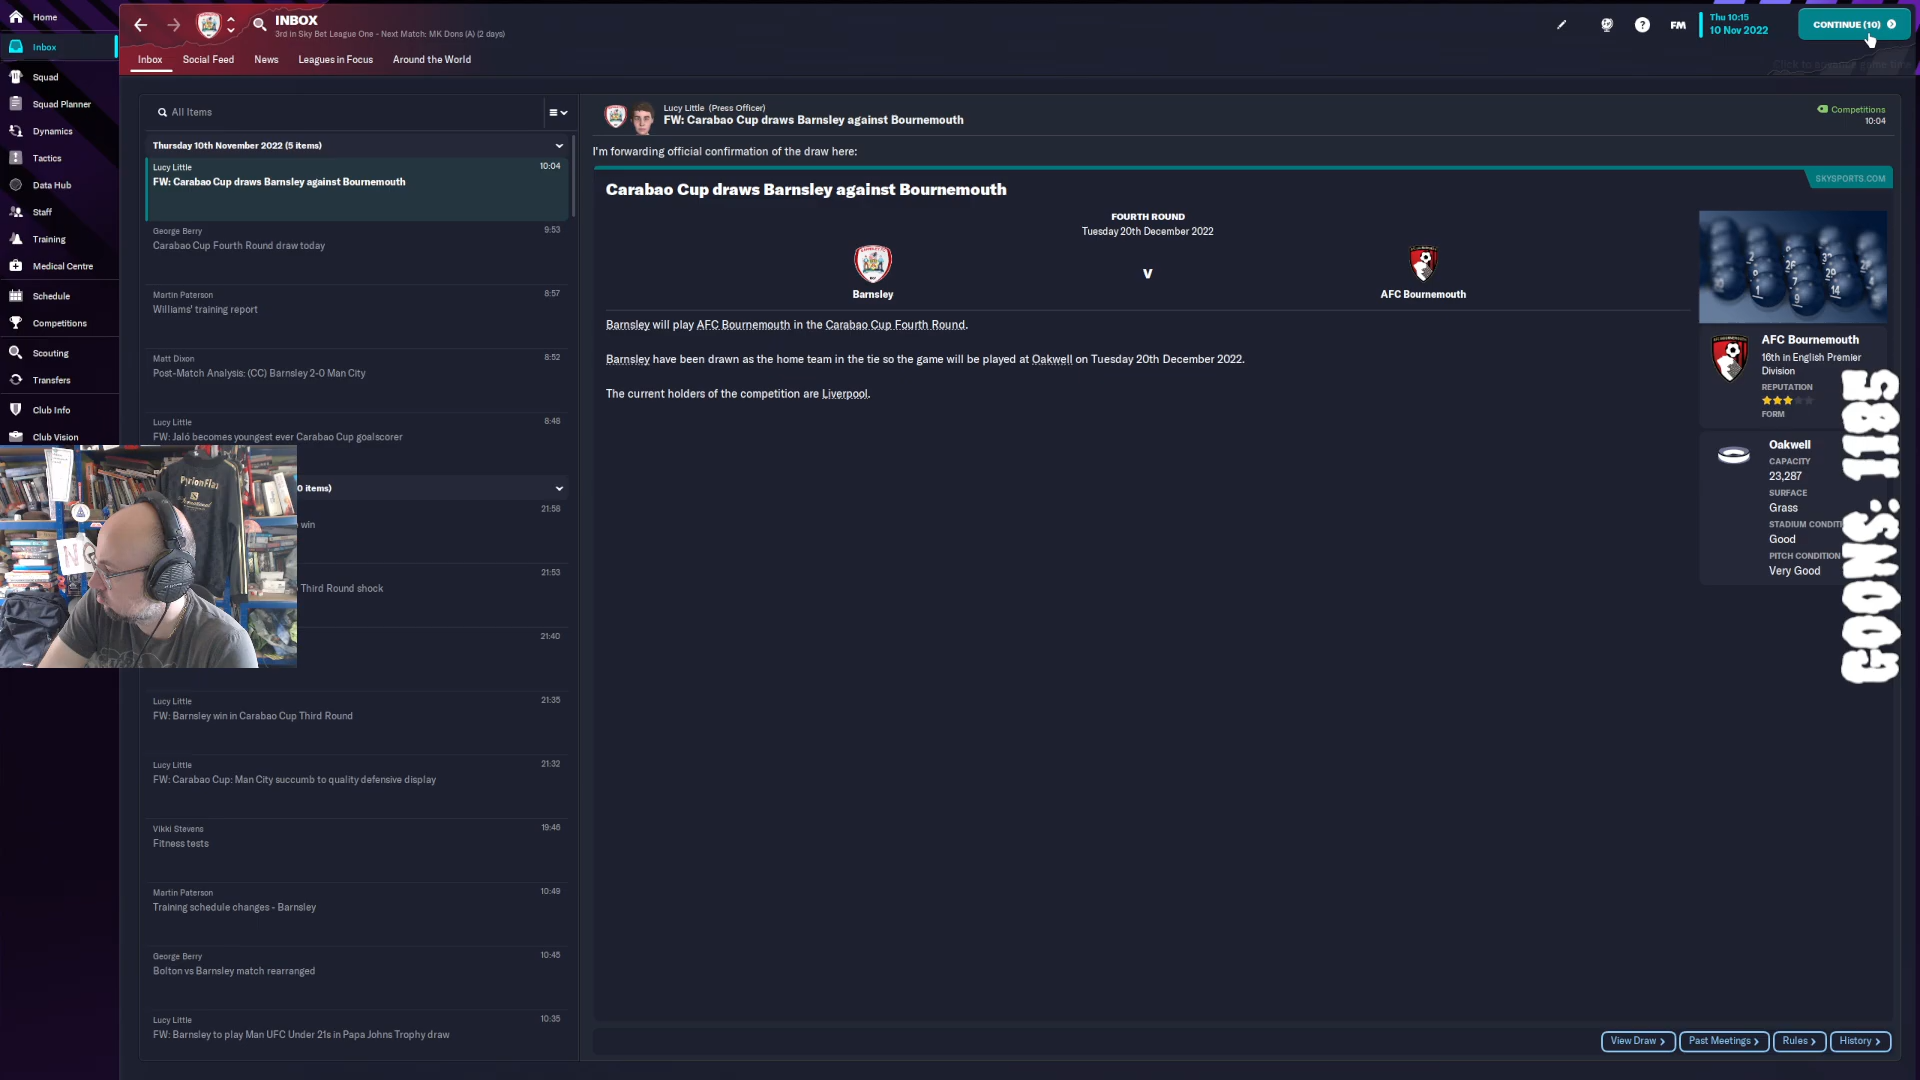 Home
Inbox
Squad
Squad Planner
Dynamics
Tactics
Data Hub
Staff
Training
Medical Centre
Schedule
Competitions
Scouting
Transfers
Club Info
Club Vision
INBOX
3rd in Sky Bet League One - Next Match: MK Dons (A) (2 days)
FM
Thu 10:15
10 Nov 2022
CONTINUE (10)
Inbox
Social Feed
News
Leagues in Focus
Around the World
All Items
Thursday 10th November 2022 (5 items)
Lucy Little 10:04
FW: Carabao Cup draws Barnsley against Bournemouth
George Berry 9:53
Carabao Cup Fourth Round draw today
Martin Paterson 8:57
Williams' training report
Matt Dixon 8:52
Post-Match Analysis: (CC) Barnsley 2-0 Man City
Lucy Little 8:48
FW: Jaló becomes youngest ever Carabao Cup goalscorer
0 items)
21:56
win
21:53
Third Round shock
21:40
Lucy Little 21:35
FW: Barnsley win in Carabao Cup Third Round
Lucy Little 21:32
FW: Carabao Cup: Man City succumb to quality defensive display
Vikki Stevens 19:46
Fitness tests
Martin Paterson 10:49
Training schedule changes - Barnsley
George Berry 10:45
Bolton vs Barnsley match rearranged
Lucy Little 10:35
FW: Barnsley to play Man UFC Under 21s in Papa Johns Trophy draw
Lucy Little (Press Officer)
FW: Carabao Cup draws Barnsley against Bournemouth
Competitions
10:04
I'm forwarding official confirmation of the draw here:
Carabao Cup draws Barnsley against Bournemouth
SKYSPORTS.COM
FOURTH ROUND
Tuesday 20th December 2022
Barnsley
v
AFC Bournemouth
Barnsley will play AFC Bournemouth in the Carabao Cup Fourth Round.
Barnsley have been drawn as the home team in the tie so the game will be played at Oakwell on Tuesday 20th December 2022.
The current holders of the competition are Liverpool.
AFC Bournemouth
16th in English Premier
Division
REPUTATION
FORM
Oakwell
CAPACITY
23,287
SURFACE
Grass
STADIUM CONDITI
Good
PITCH CONDITION
Very Good
GOONS: 1185
View Draw
Past Meetings
Rules
History